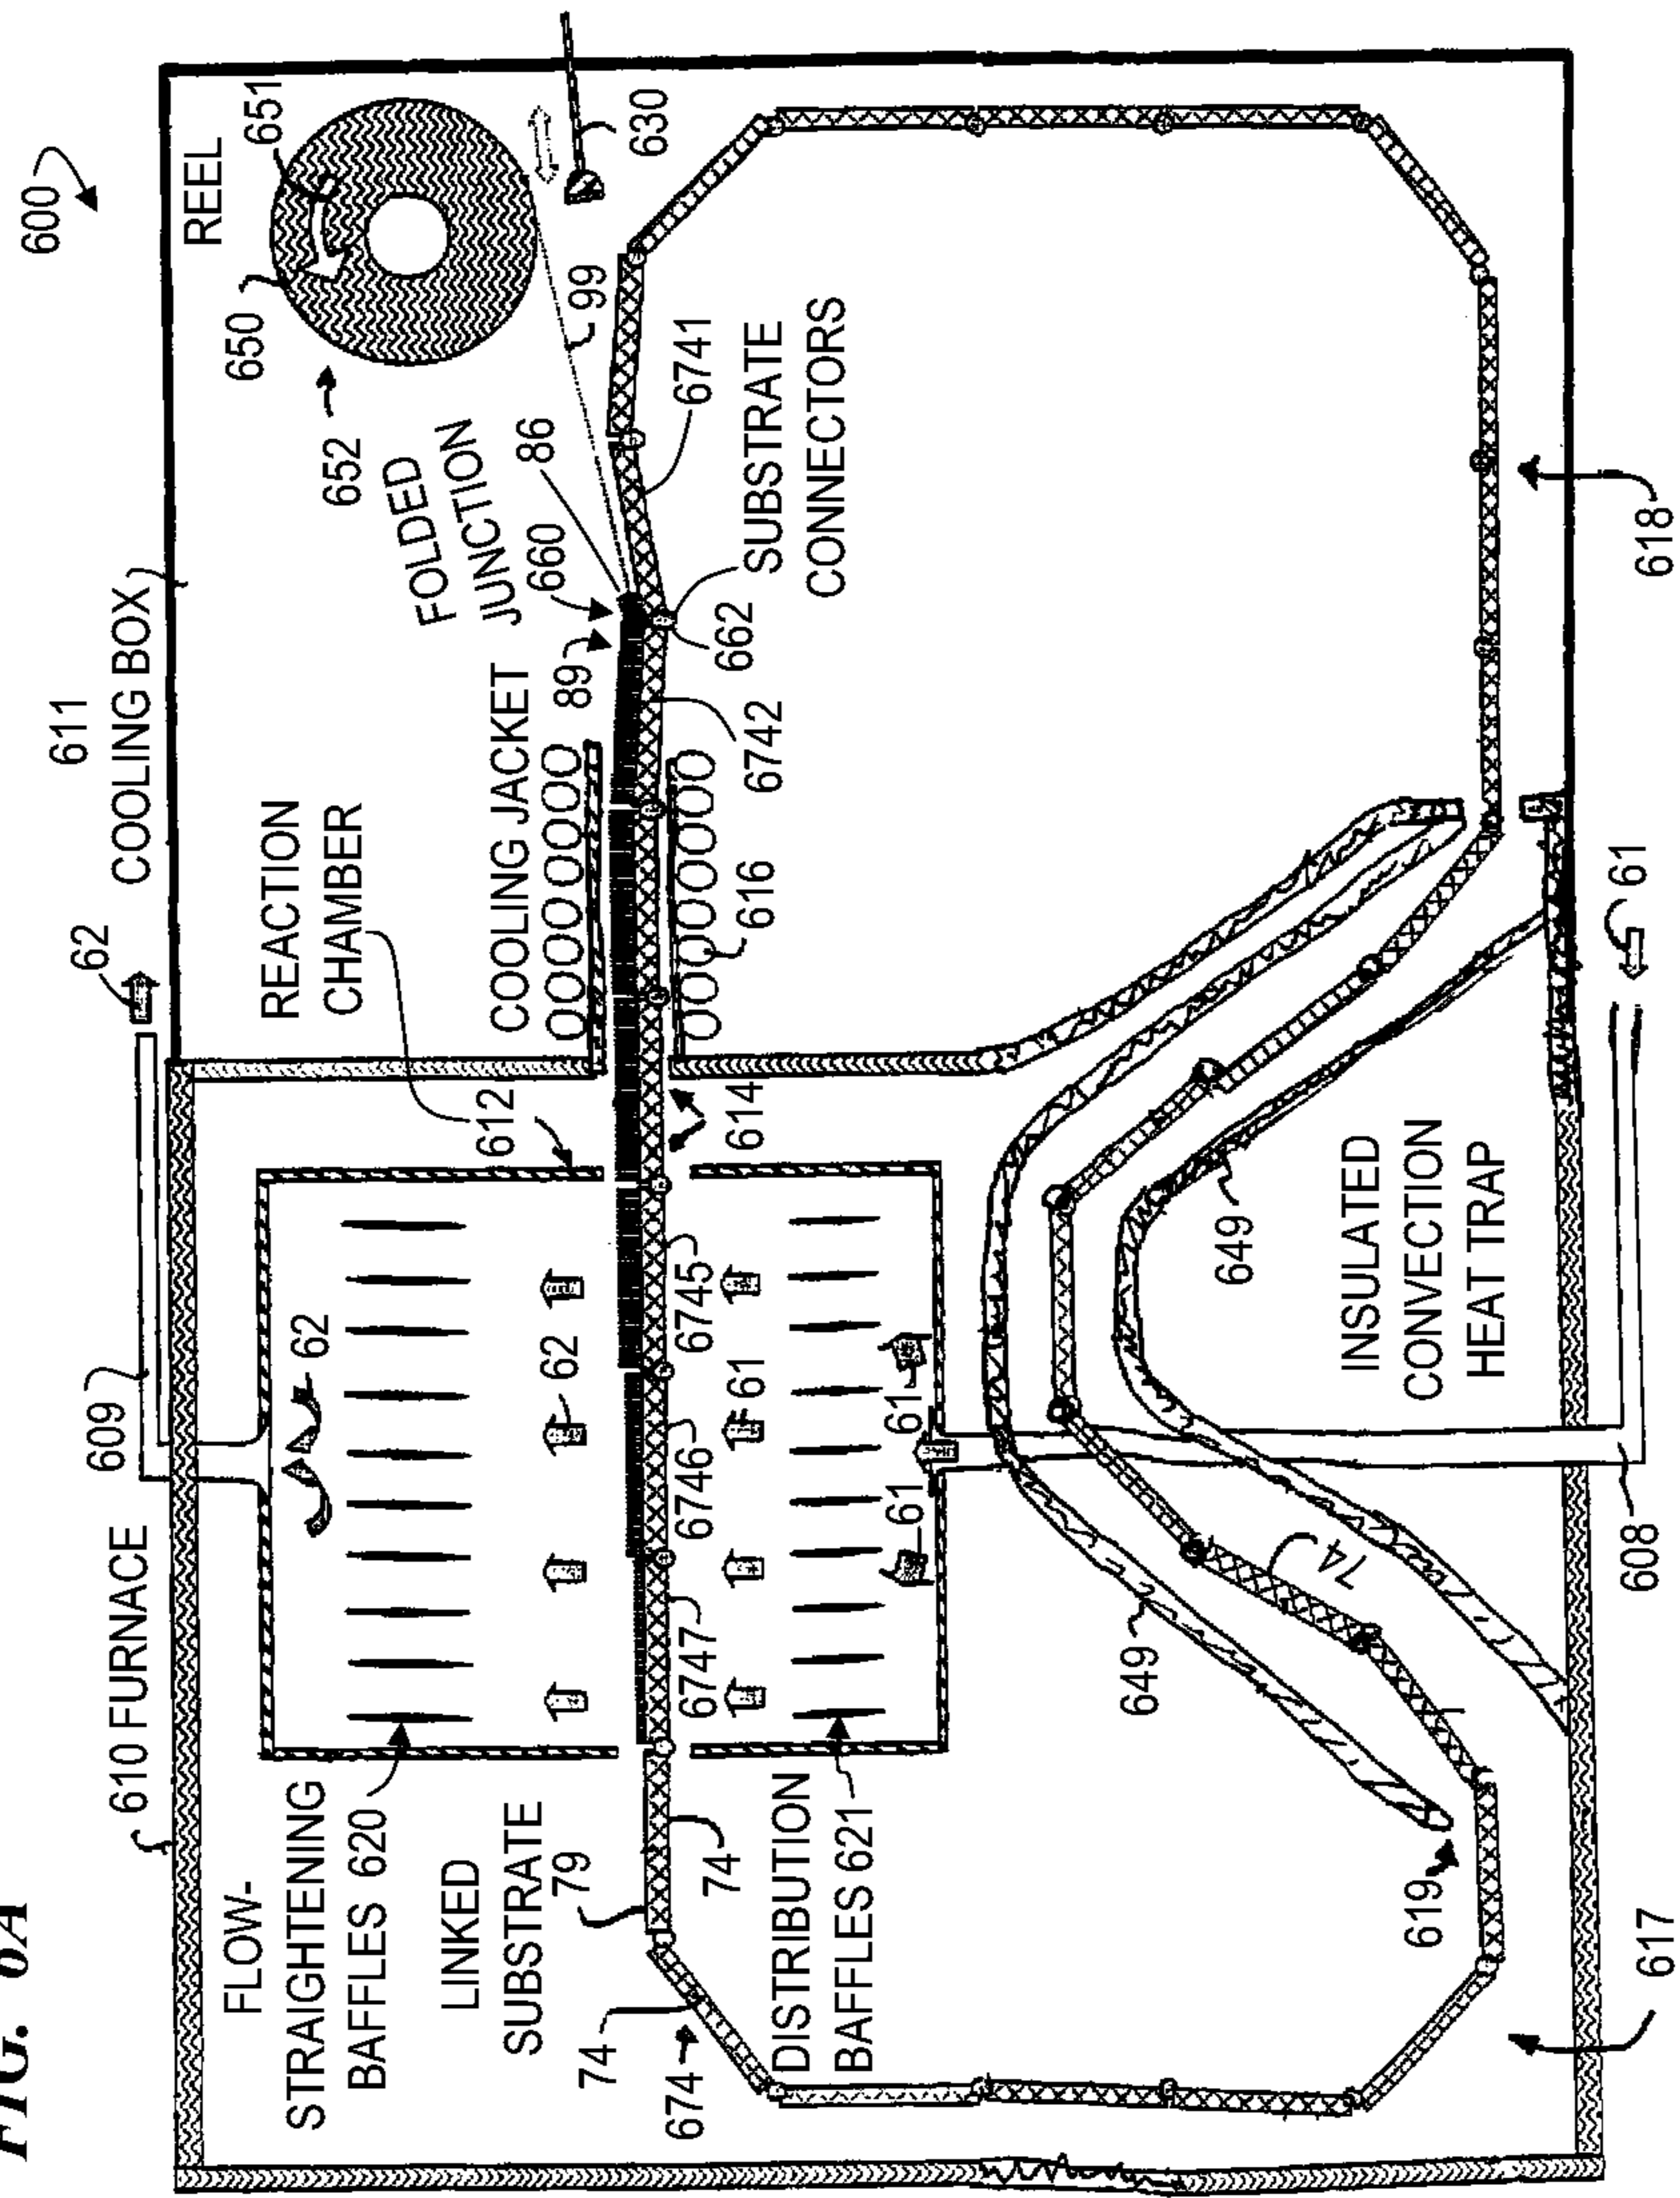 FIG. 6A
600
611
COOLING BOX
62
609
610 FURNACE
REEL
651
650
652
630
99
FOLDED
JUNCTION
86
660
89
REACTION
CHAMBER
612
COOLING JACKET
62
62
FLOW-
STRAIGHTENING
BAFFLES 620
LINKED
SUBSTRATE
79
74
74
674
6741
SUBSTRATE
CONNECTORS
662
6742
616
614
6745
6746
6747
61
61
61
DISTRIBUTION
BAFFLES 621
649
74
649
INSULATED
CONVECTION
HEAT TRAP
61
608
619
617
618